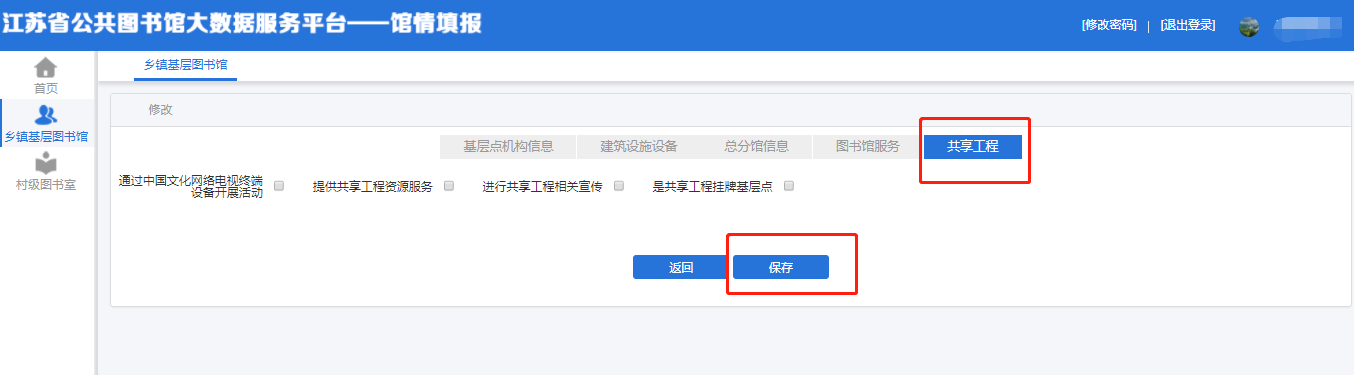 江苏省公共图书馆大数据服务平台——馆情填报
[修改密码] | [退出登录]
首页
乡镇基层图书馆
村级图书室
乡镇基层图书馆
修改
基层点机构信息 建筑设施设备 总分馆信息 图书馆服务 共享工程
通过中国文化网络电视终端
设备开展活动
提供共享工程资源服务 进行共享工程相关宣传 是共享工程挂牌基层点
返回 保存